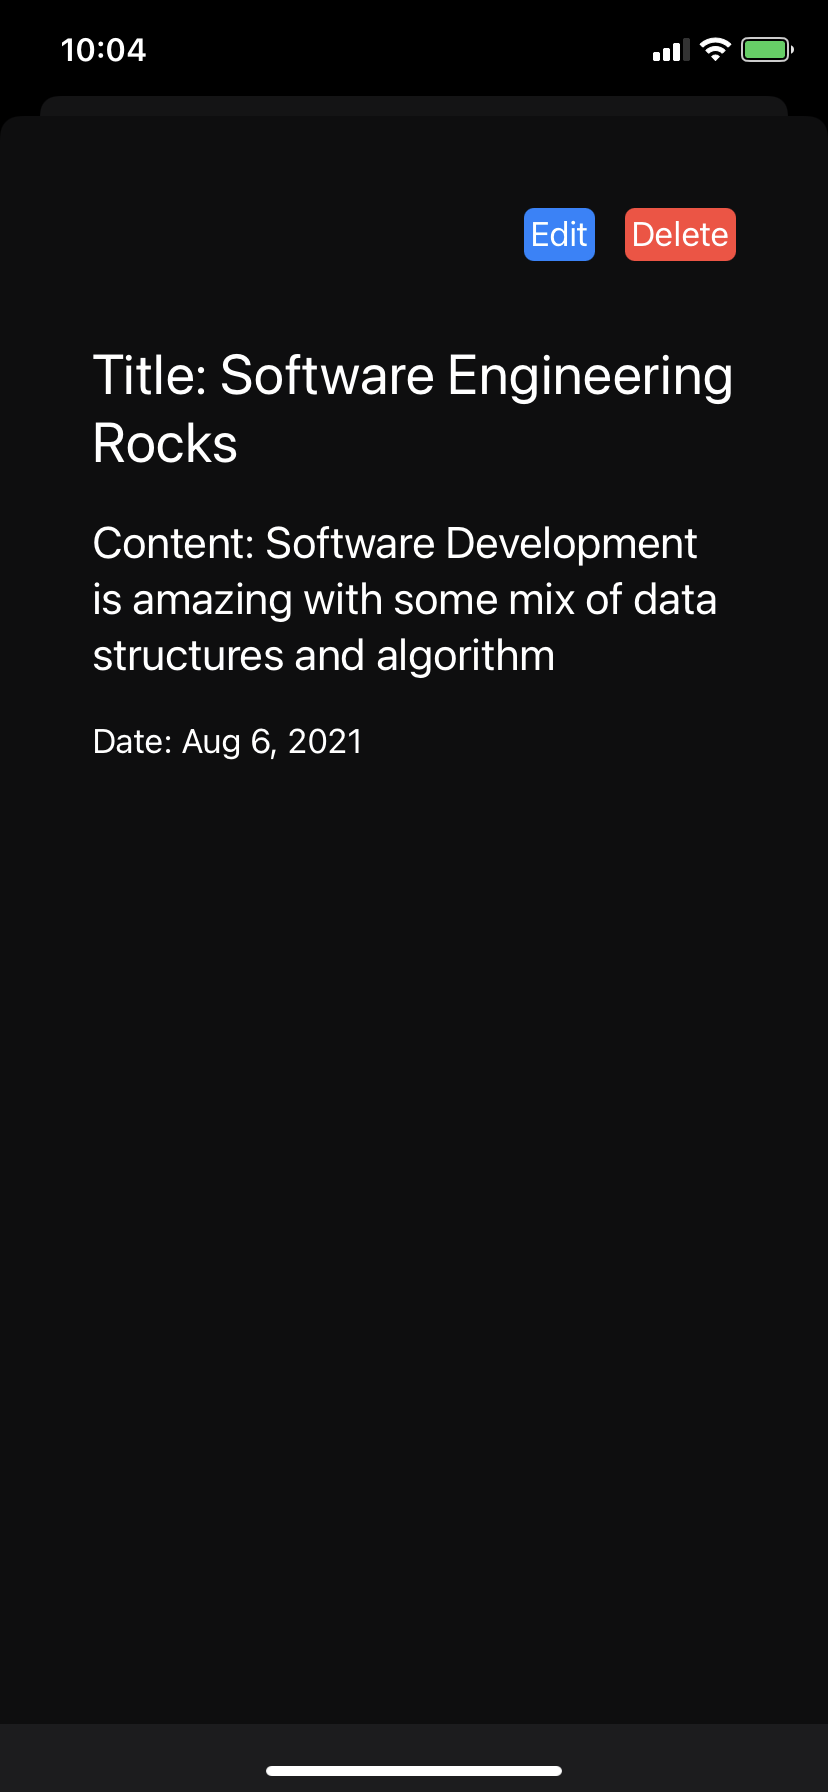 10:04
Edit Delete
Title: Software Engineering
Rocks
Content: Software Development
is amazing with some mix of data
structures and algorithm
Date: Aug 6, 2021